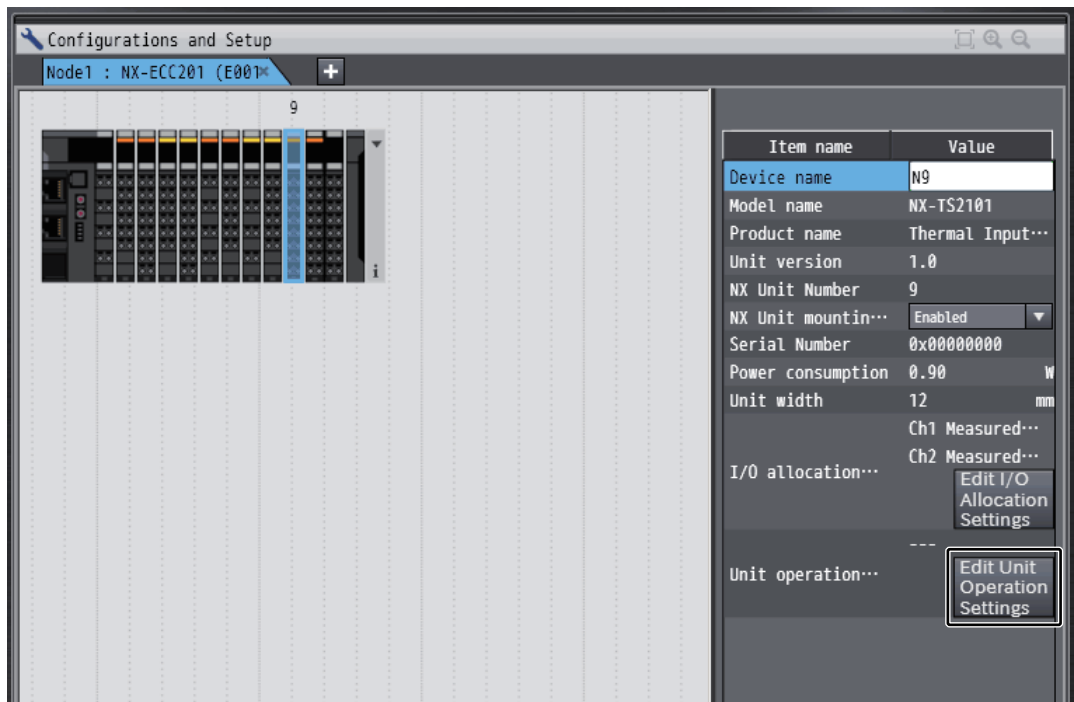 Configurations and Setup
Node1 : NX-ECC201 (E001
9
Item name Value
Device name N9
Model name NX-TS2101
Product name Thermal Input···
Unit version 1.0
NX Unit Number 9
NX Unit mountin··· Enabled
Serial Number 0x00000000
Power consumption 0.90 W
Unit width 12 mm
Ch1 Measured···
Ch2 Measured···
I/O allocation···
Edit I/O
Allocation
Settings
---
Unit operation···
Edit Unit
Operation
Settings
i